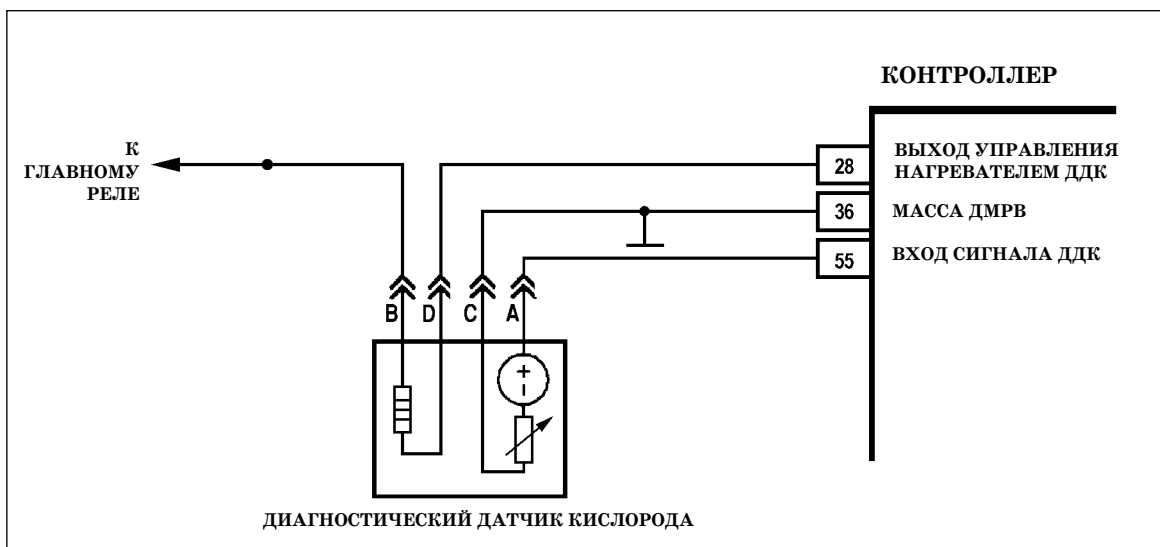 КОНТРОЛЛЕР
К
ГЛАВНОМУ
РЕЛЕ
28
ВЫХОД УПРАВЛЕНИЯ
НАГРЕВАТЕЛЕМ ДДК
36
МАССА ДМРВ
55
ВХОД СИГНАЛА ДДК
B D C A
+
−
ДИАГНОСТИЧЕСКИЙ ДАТЧИК КИСЛОРОДА